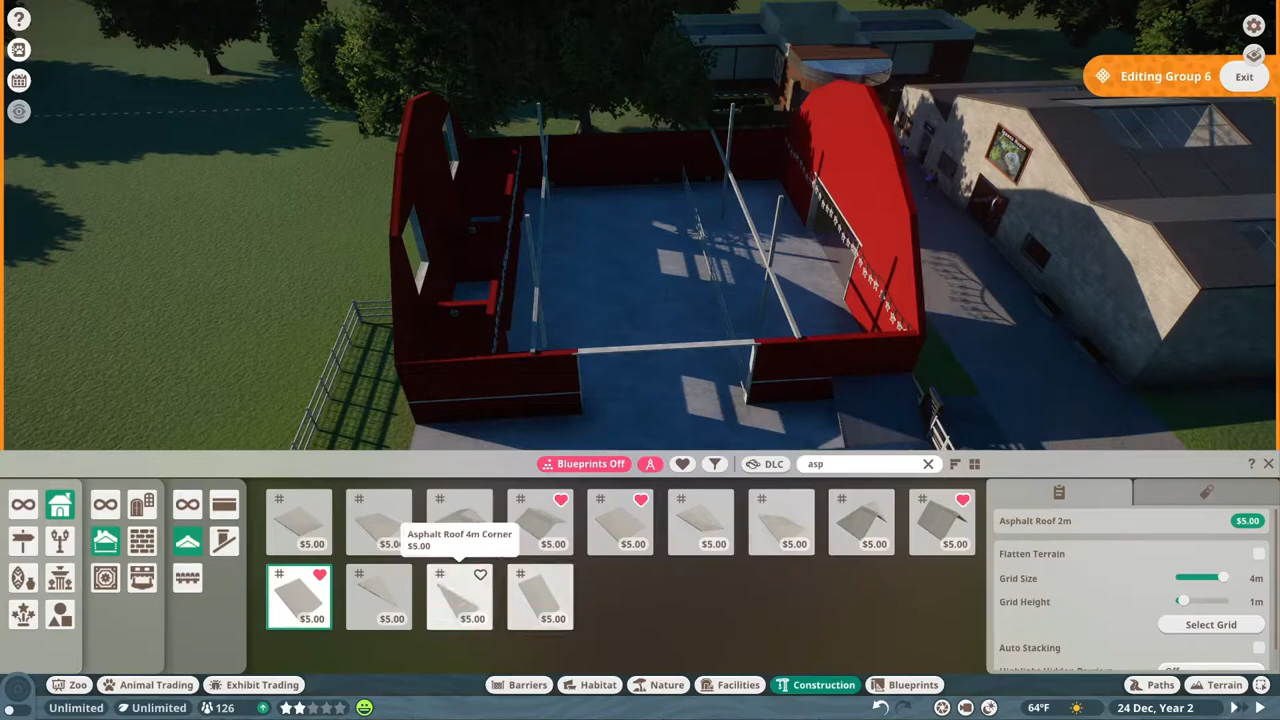 ?
Editing Group 6
Exit
Blueprints Off
DLC
asp
?
$5.00
$5.00
$5.00
$5.00
$5.00
$5.00
$5.00
$5.00
$5.00
Asphalt Roof 4m Corner
$5.00
$5.00
$5.00
$5.00
$5.00
Asphalt Roof 2m
$5.00
Flatten Terrain
Grid Size
4m
Grid Height
1m
Select Grid
Auto Stacking
Zoo
Animal Trading
Exhibit Trading
Barriers
Habitat
Nature
Facilities
Construction
Blueprints
Paths
Terrain
Unlimited
Unlimited
126
64°F
24 Dec, Year 2